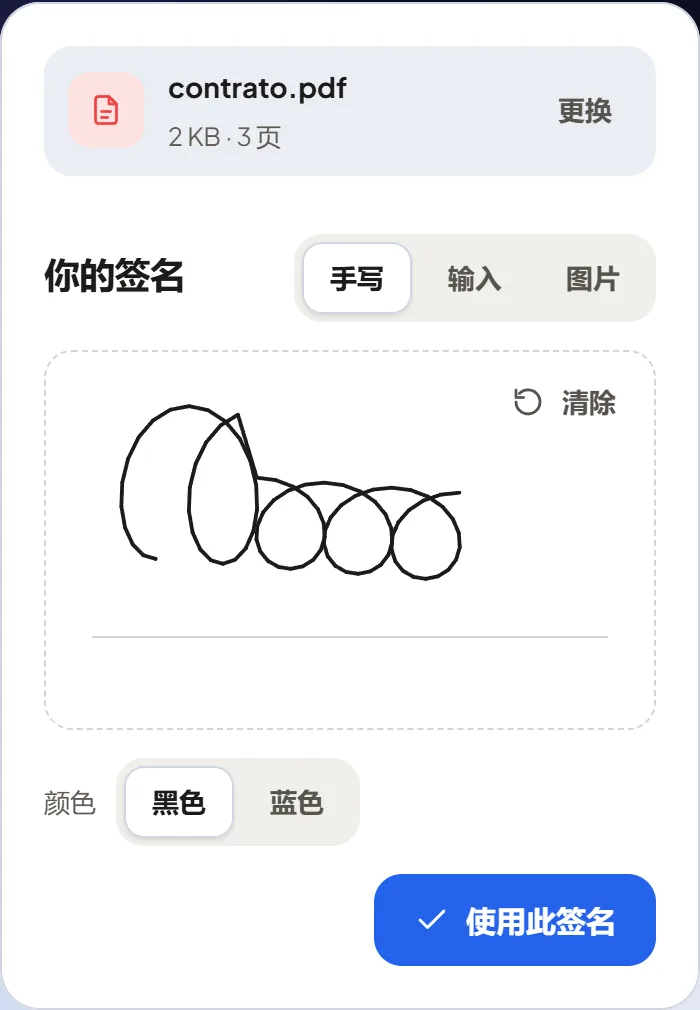 contrato.pdf
更换
2 KB · 3 页
你的签名
手写
输入
图片
清除
颜色
黑色
蓝色
使用此签名